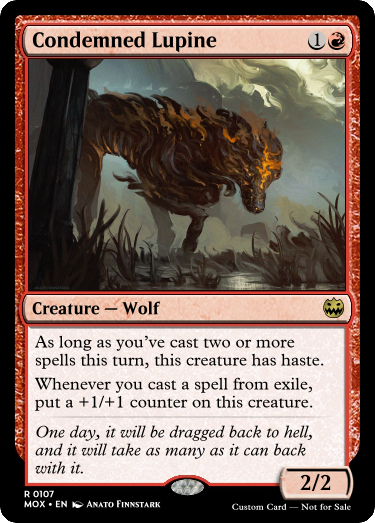 Condemned Lupine 1
Creature — Wolf
As long as you've cast two or more
spells this turn, this creature has haste.
Whenever you cast a spell from exile,
put a +1/+1 counter on this creature.
One day, it will be dragged back to hell,
and it will take as many as it can back
with it.
2/2
R 0107
MOX • EN Anato Finnstark
Custom Card — Not for Sale